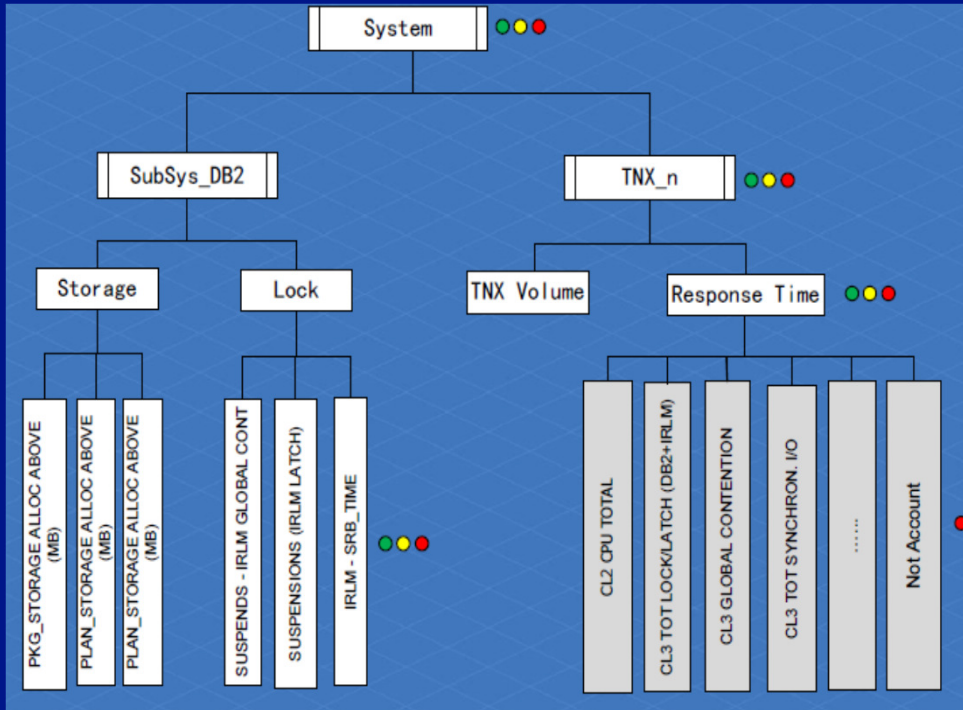 System
SubSys_DB2
TNX_n
Storage
Lock
TNX Volume
Response Time
PKG_STORAGE ALLOC ABOVE
(MB)
PLAN_STORAGE ALLOC ABOVE
(MB)
PLAN_STORAGE ALLOC ABOVE
(MB)
SUSPENDS - IRLM GLOBAL CONT
SUSPENSIONS (IRLM LATCH)
IRLM - SRB_TIME
CL2 CPU TOTAL
CL3 TOT LOCK/LATCH (DB2+IRLM)
CL3 GLOBAL CONTENTION
CL3 TOT SYNCHRON. I/O
......
Not Account